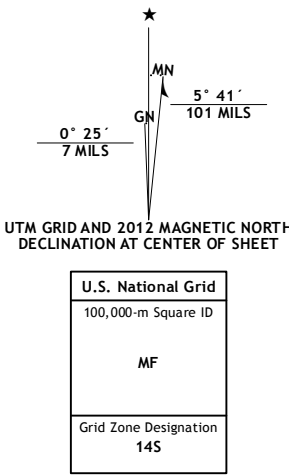 ★
MN
5° 41´
101 MILS
GN
0° 25´
7 MILS
UTM GRID AND 2012 MAGNETIC NORTH
DECLINATION AT CENTER OF SHEET
U.S. National Grid
100,000-m Square ID
MF
Grid Zone Designation
14S